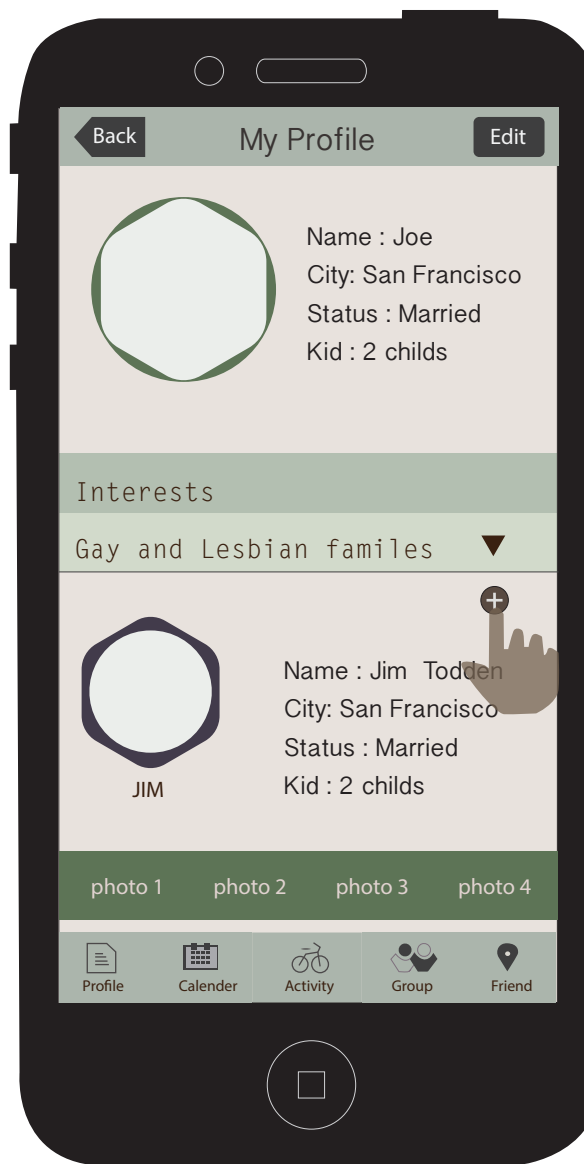 Back
My Profile
Edit
Name : Joe
City: San Francisco
Status : Married
Kid : 2 childs
Interests
Gay and Lesbian familes
Name : Jim Todden
City: San Francisco
Status : Married
Kid : 2 childs
JIM
photo 1 photo 2 photo 3 photo 4
Profile Calender Activity Group Friend